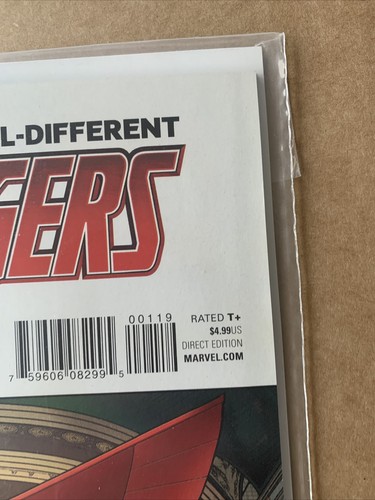 L-DIFFERENT
GERS
00119
RATED T+
$4.99US
DIRECT EDITION
MARVEL.COM
7 59606 08299 5